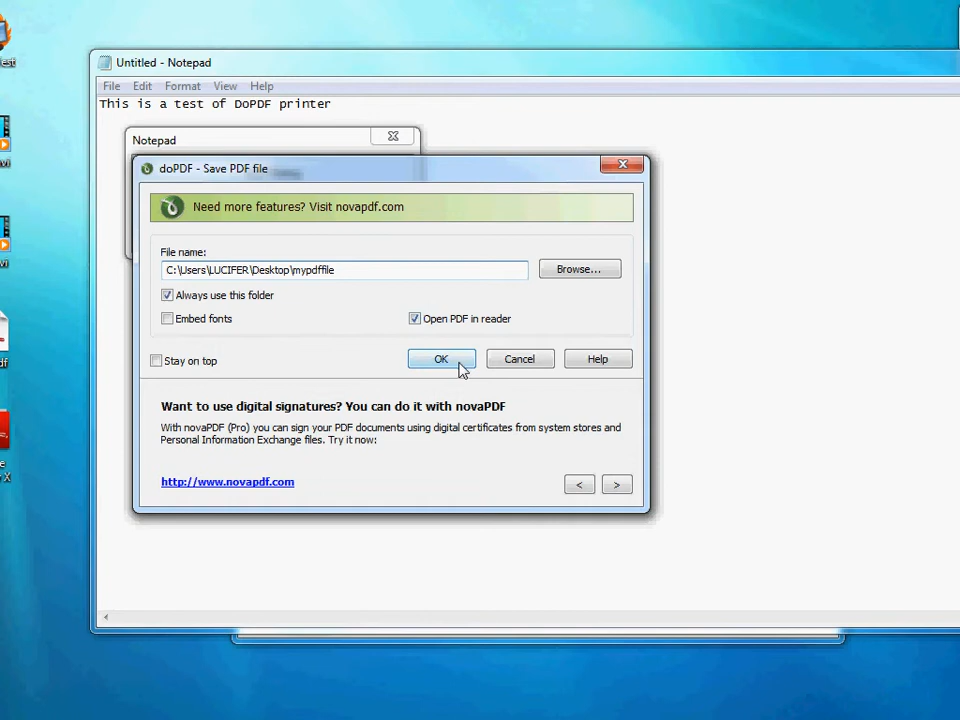 Untitled - Notepad
File Edit Format View Help
This is a test of DoPDF printer
Notepad
doPDF - Save PDF file
Need more features? Visit novapdf.com
File name:
C:\Users\LUCIFER\Desktop\mypdffile
Browse...
Always use this folder
Embed fonts
Open PDF in reader
Stay on top
OK
Cancel
Help
Want to use digital signatures? You can do it with novaPDF
With novaPDF (Pro) you can sign your PDF documents using digital certificates from system stores and
Personal Information Exchange files. Try it now:
http://www.novapdf.com
< >